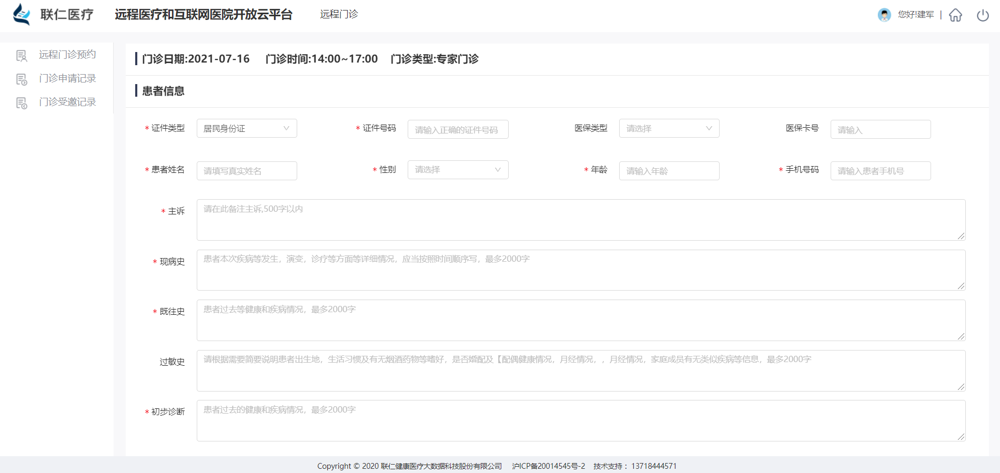 联仁医疗 远程医疗和互联网医院开放云平台 远程门诊 您好!建军 |
远程门诊预约
门诊申请记录
门诊受邀记录
门诊日期:2021-07-16 门诊时间:14:00~17:00 门诊类型:专家门诊
患者信息
* 证件类型 居民身份证 * 证件号码 请输入正确的证件号码 医保类型 请选择 医保卡号 请输入
* 患者姓名 请填写真实姓名 * 性别 请选择 * 年龄 请输入年龄 * 手机号码 请输入患者手机号
* 主诉 请在此备注主诉,500字以内
* 现病史 患者本次疾病等发生，演变，诊疗等方面等详细情况，应当按照时间顺序写，最多2000字
* 既往史 患者过去等健康和疾病情况，最多2000字
过敏史 请根据需要简要说明患者出生地，生活习惯及有无烟酒药物等嗜好，是否婚配及【配偶健康情况，月经情况，，月经情况，家庭成员有无类似疾病等信息，最多2000字
* 初步诊断 患者过去的健康和疾病情况，最多2000字
Copyright © 2020 联仁健康医疗大数据科技股份有限公司 沪ICP备20014545号-2 技术支持： 13718444571